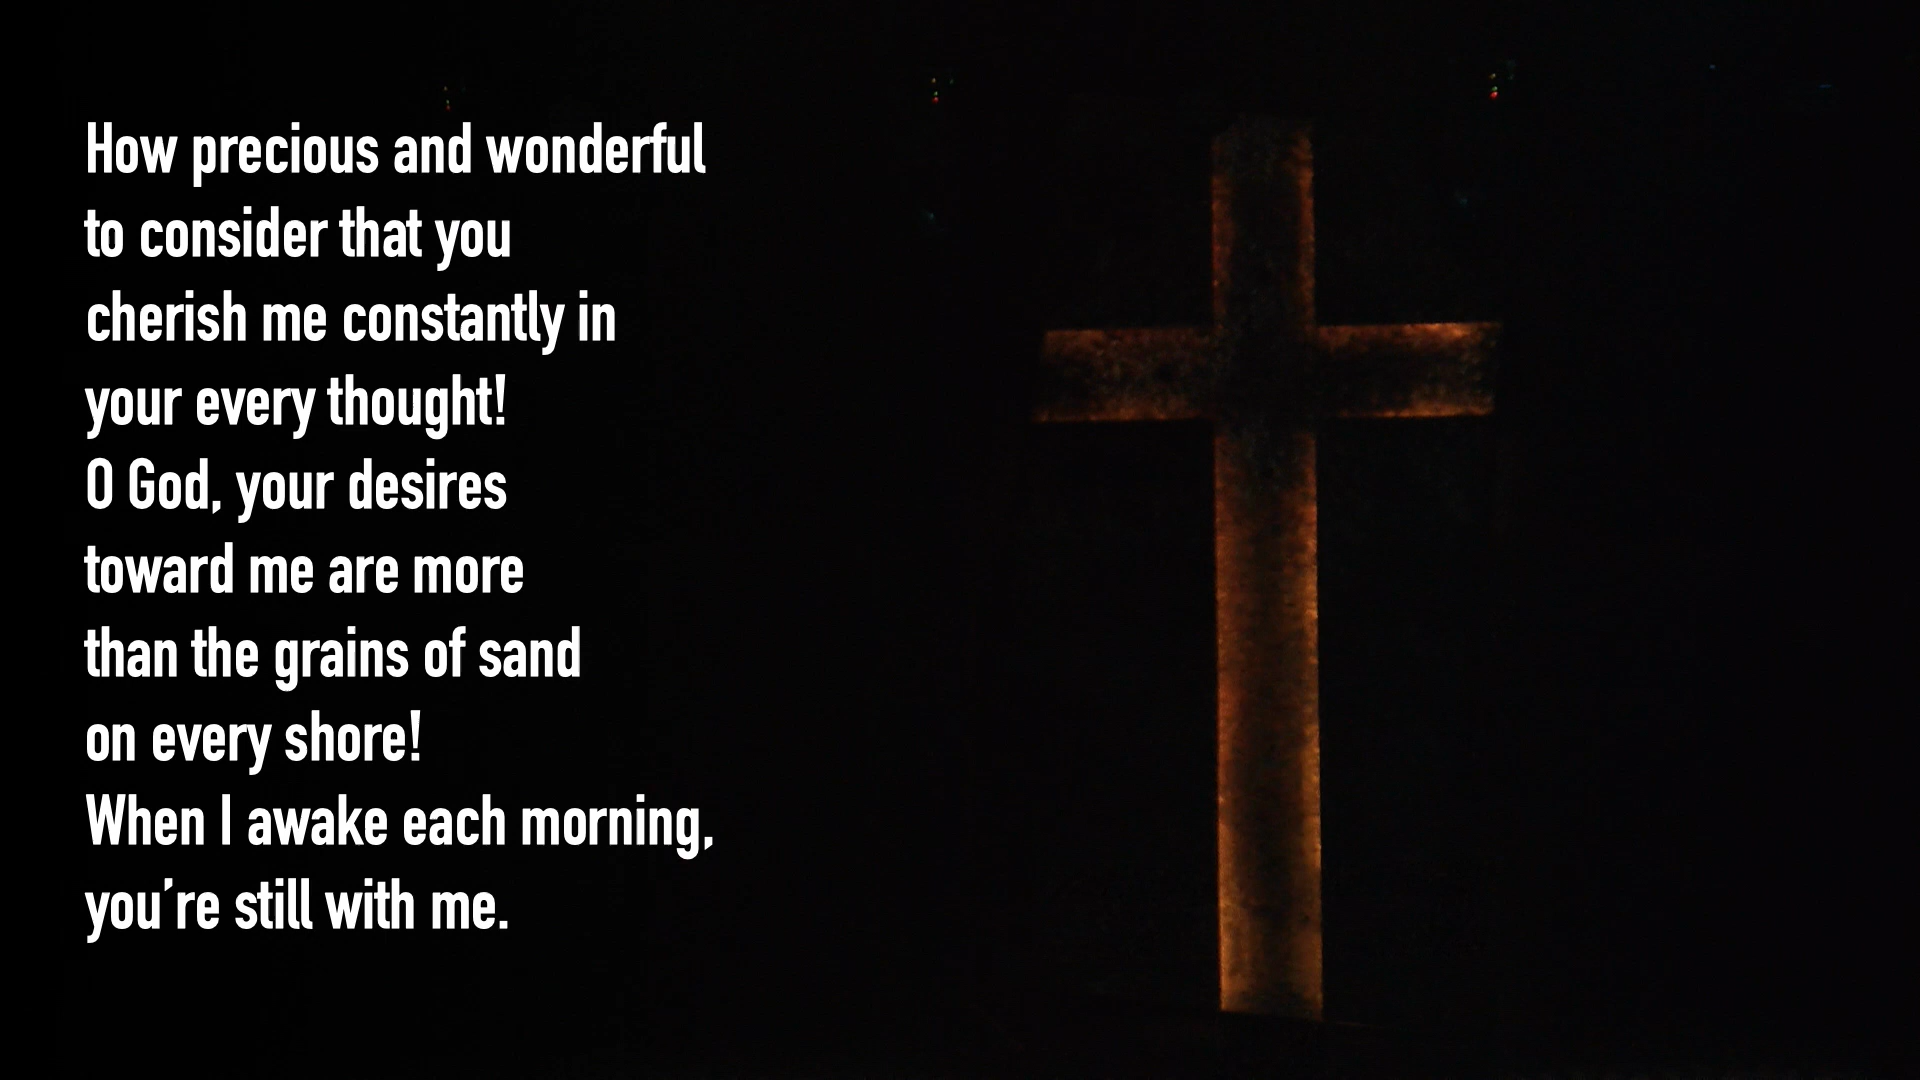 How precious and wonderful
to consider that you
cherish me constantly in
your every thought!
O God, your desires
toward me are more
than the grains of sand
on every shore!
When I awake each morning,
you’re still with me.